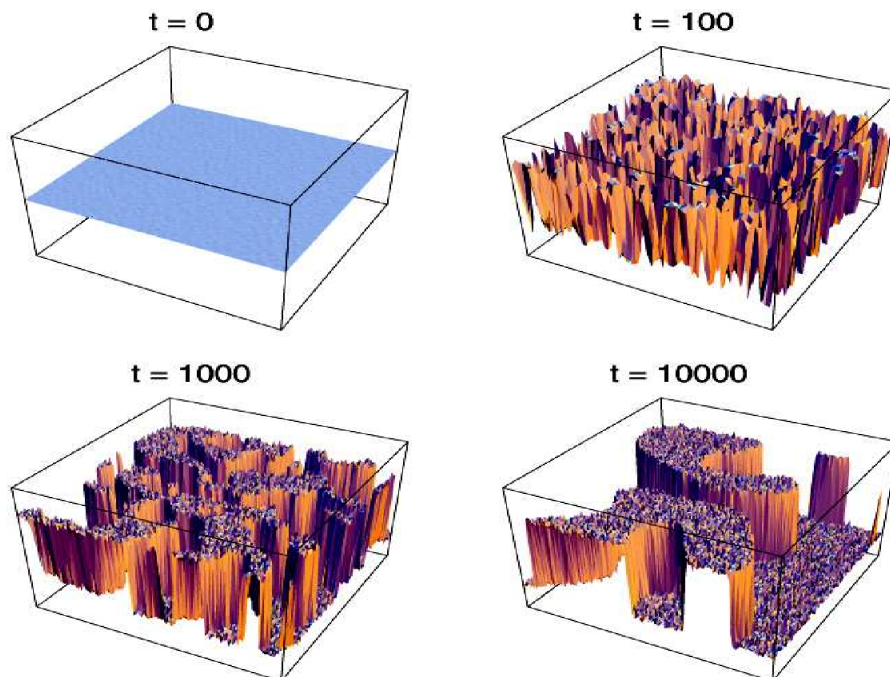 t = 0
t = 100
t = 1000
t = 10000